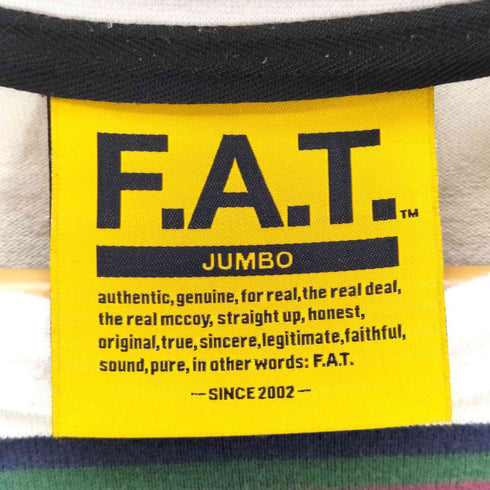 F.A.T.™
JUMBO
authentic, genuine, for real, the real deal,
the real mccoy, straight up, honest,
original, true, sincere, legitimate, faithful,
sound, pure, in other words: F.A.T.
—SINCE 2002—